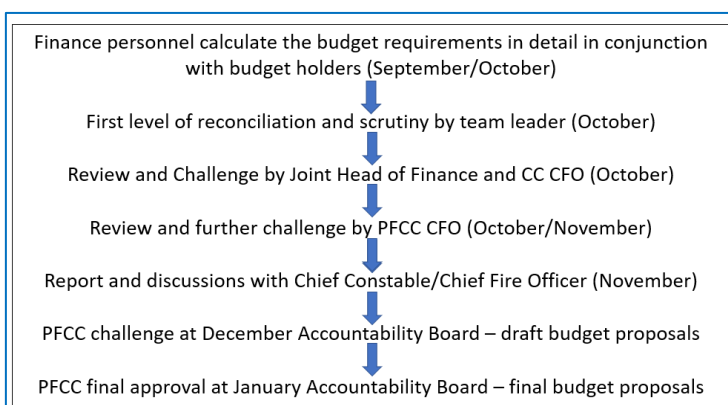 Finance personnel calculate the budget requirements in detail in conjunction
with budget holders (September/October)
First level of reconciliation and scrutiny by team leader (October)
Review and Challenge by Joint Head of Finance and CC CFO (October)
Review and further challenge by PFCC CFO (October/November)
Report and discussions with Chief Constable/Chief Fire Officer (November)
PFCC challenge at December Accountability Board – draft budget proposals
PFCC final approval at January Accountability Board – final budget proposals